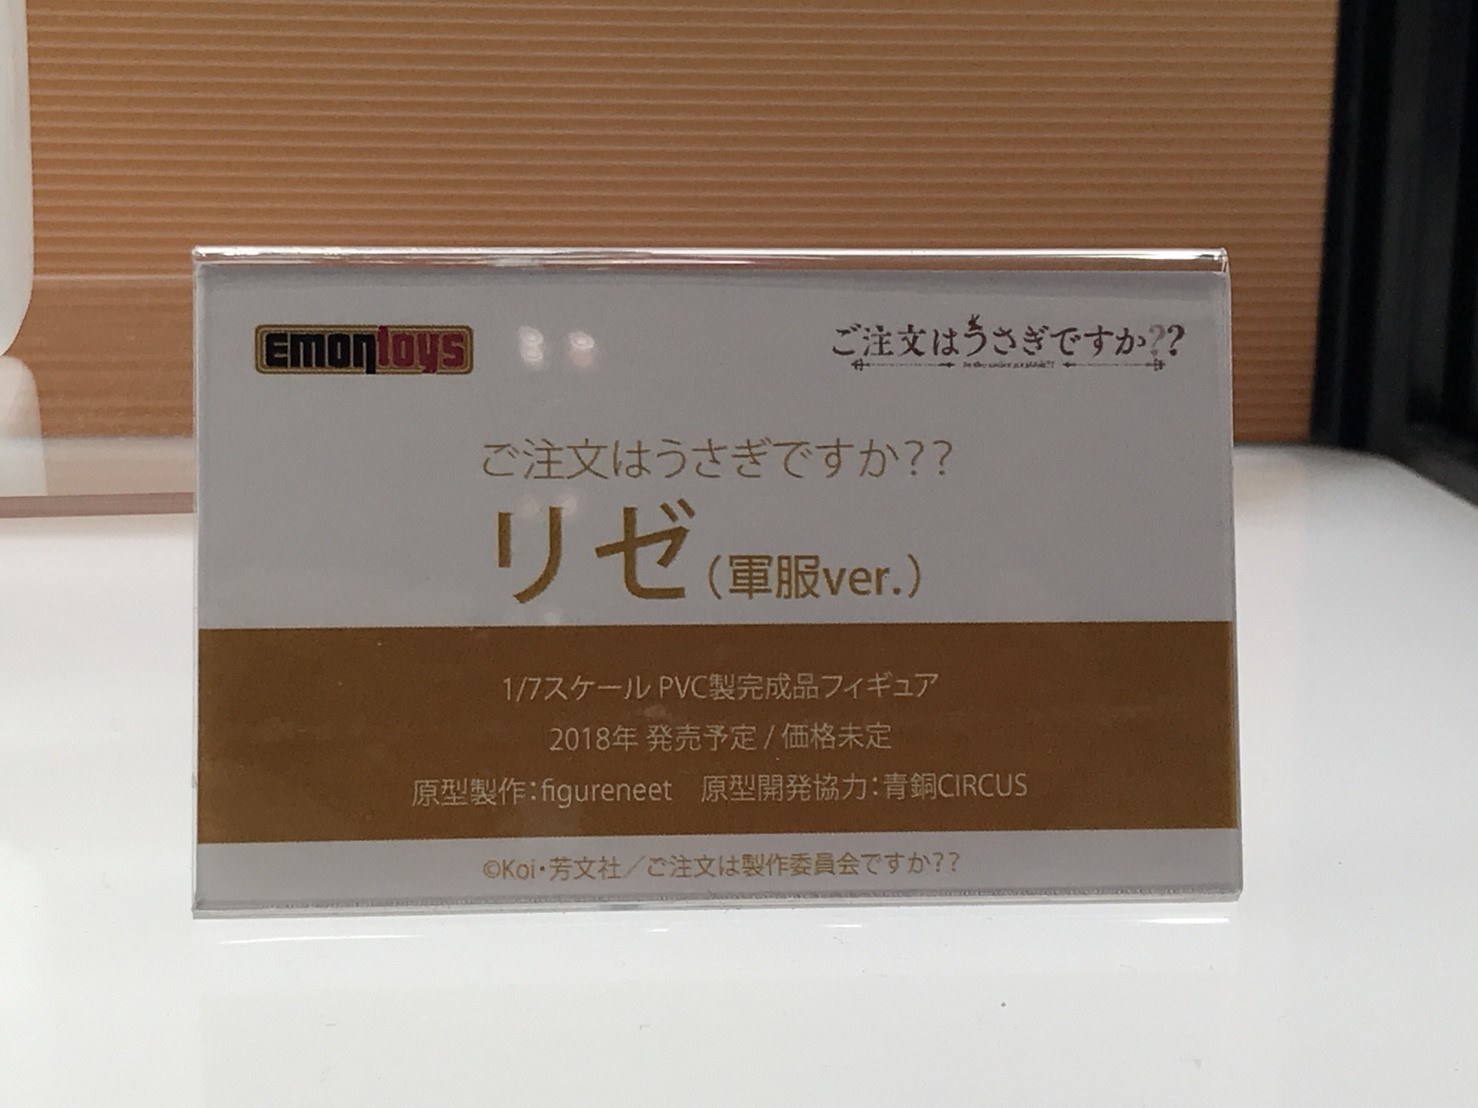 emontoys
ご注文はうさぎですか??
ご注文はうさぎですか??
リゼ(軍服ver.)
1/7スケール PVC製完成品フィギュア
2018年 発売予定 / 価格未定
原型製作：figureneet　原型開発協力：青銅CIRCUS
©Koi・芳文社／ご注文は製作委員会ですか??